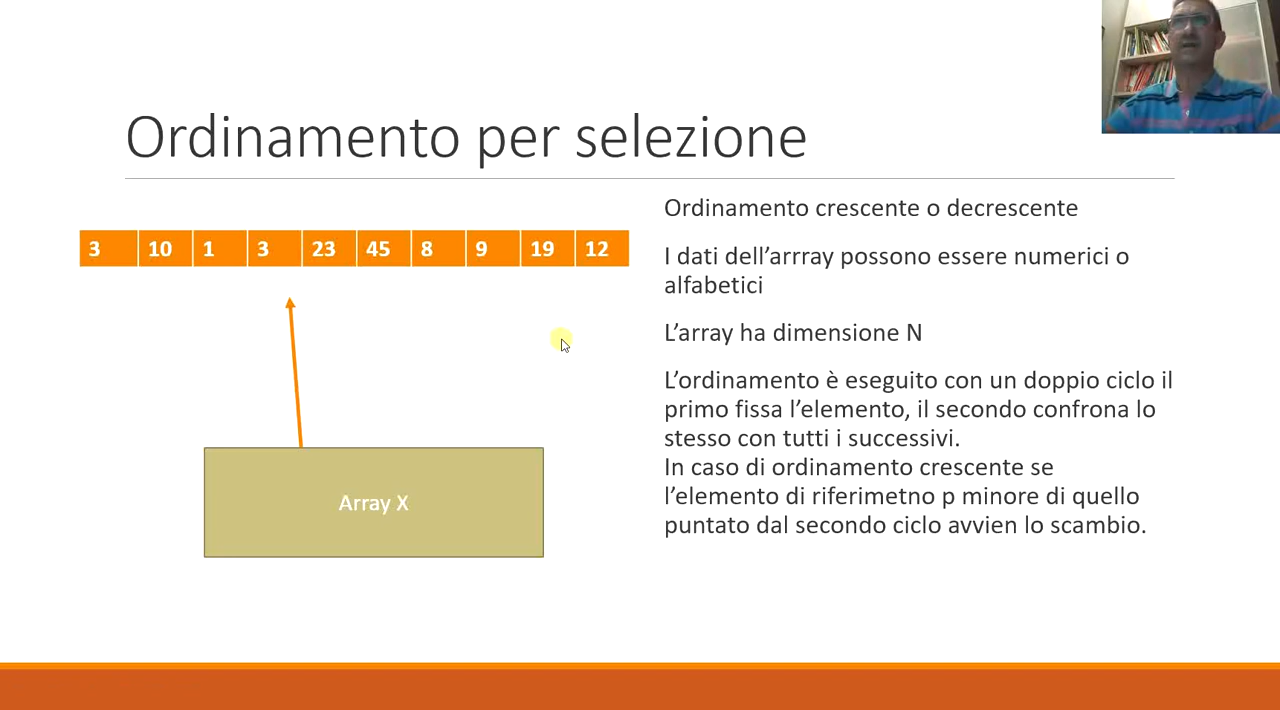 Ordinamento per selezione
3 10 1 3 23 45 8 9 19 12
Array X
Ordinamento crescente o decrescente
I dati dell’arrray possono essere numerici o
alfabetici
L’array ha dimensione N
L’ordinamento è eseguito con un doppio ciclo il
primo fissa l’elemento, il secondo confrona lo
stesso con tutti i successivi.
In caso di ordinamento crescente se
l’elemento di riferimetno p minore di quello
puntato dal secondo ciclo avvien lo scambio.